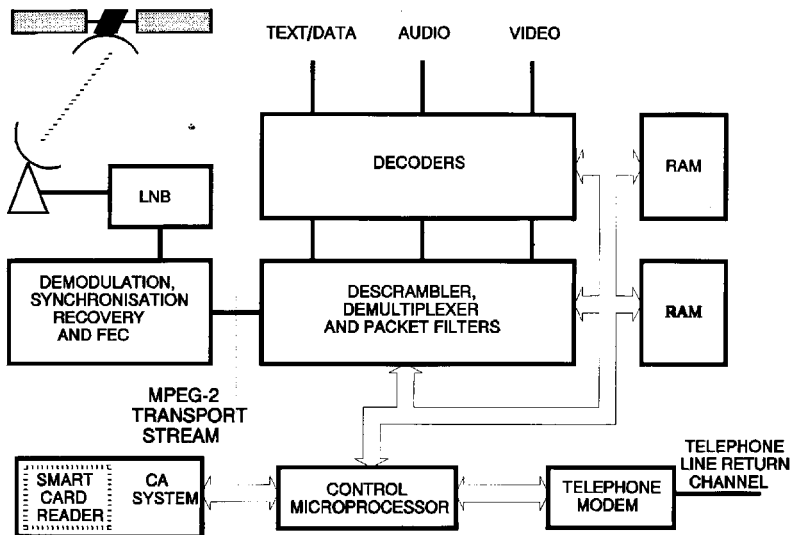 TEXT/DATA
AUDIO
VIDEO
DECODERS
RAM
LNB
DEMODULATION,
SYNCHRONISATION
RECOVERY
AND FEC
DESCRAMBLER,
DEMULTIPLEXER
AND PACKET FILTERS
RAM
MPEG-2
TRANSPORT
STREAM
SMART
CARD
READER
CA
SYSTEM
CONTROL
MICROPROCESSOR
TELEPHONE
MODEM
TELEPHONE
LINE RETURN
CHANNEL